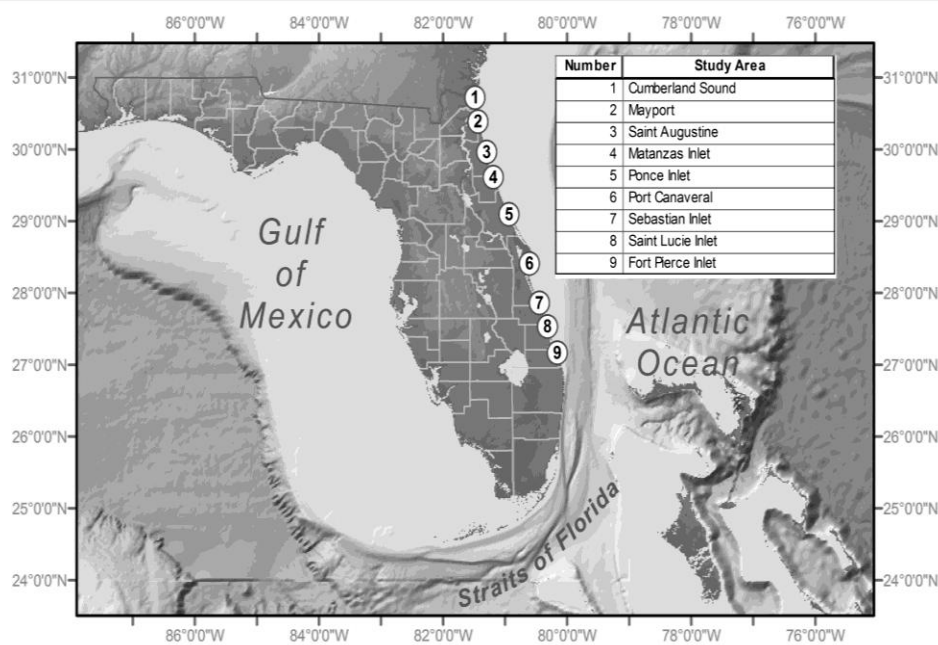 86°0'0"W 84°0'0"W 82°0'0"W 80°0'0"W 78°0'0"W 76°0'0"W
31°0'0"N
30°0'0"N
29°0'0"N
28°0'0"N
27°0'0"N
26°0'0"N
25°0'0"N
24°0'0"N
Number Study Area
1 Cumberland Sound
2 Mayport
3 Saint Augustine
4 Matanzas Inlet
5 Ponce Inlet
6 Port Canaveral
7 Sebastian Inlet
8 Saint Lucie Inlet
9 Fort Pierce Inlet
1
2
3
4
5
6
7
8
9
Gulf
of
Mexico
Atlantic
Ocean
Straits of Florida
31°0'0"N
30°0'0"N
29°0'0"N
28°0'0"N
27°0'0"N
26°0'0"N
25°0'0"N
24°0'0"N
86°0'0"W 84°0'0"W 82°0'0"W 80°0'0"W 78°0'0"W 76°0'0"W